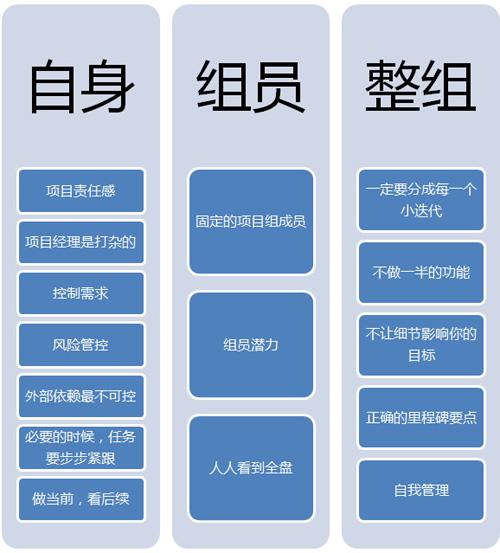 自身
项目责任感
项目经理是打杂的
控制需求
风险管控
外部依赖最不可控
必要的时候，任务
要步步紧跟
做当前，看后续
组员
固定的项目组成员
组员潜力
人人看到全盘
整组
一定要分成每一个
小迭代
不做一半的功能
不让细节影响你的
目标
正确的里程碑要点
自我管理